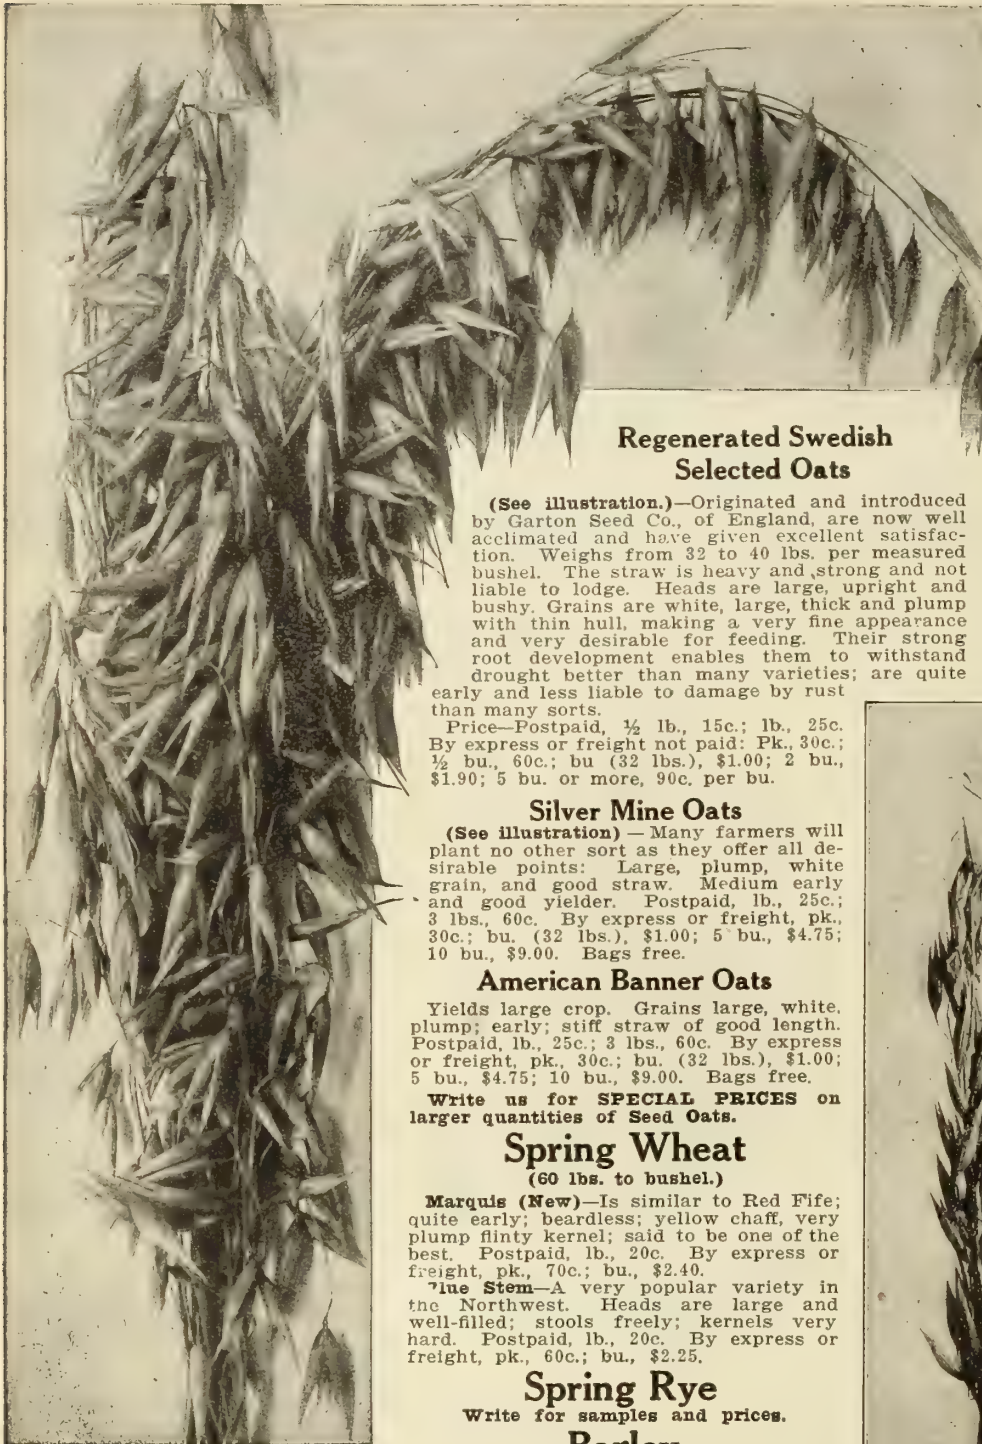 Regenerated Swedish
Selected Oats
(See illustration.)—Originated and introduced
by Garton Seed Co., of England, are now well
acclimated and have given excellent satisfac-
tion. Weighs from 32 to 40 lbs. per measured
bushel. The straw is heavy and strong and not
liable to lodge. Heads are large, upright and
bushy. Grains are white, large, thick and plump
with thin hull, making a very fine appearance
and very desirable for feeding. Their strong
root development enables them to withstand
drought better than many varieties; are quite
early and less liable to damage by rust
than many sorts.
Price—Postpaid, ½ lb., 15c.; lb., 25c.
By express or freight not paid: Pk., 30c.;
½ bu., 60c.; bu (32 lbs.), $1.00; 2 bu.,
$1.90; 5 bu. or more, 90c. per bu.
Silver Mine Oats
(See illustration) — Many farmers will
plant no other sort as they offer all de-
sirable points: Large, plump, white
grain, and good straw. Medium early
and good yielder. Postpaid, lb., 25c.;
3 lbs., 60c. By express or freight, pk.,
30c.; bu. (32 lbs.), $1.00; 5 bu., $4.75;
10 bu., $9.00. Bags free.
American Banner Oats
Yields large crop. Grains large, white,
plump; early; stiff straw of good length.
Postpaid, lb., 25c.; 3 lbs., 60c. By express
or freight, pk., 30c.; bu. (32 lbs.), $1.00;
5 bu., $4.75; 10 bu., $9.00. Bags free.
Write us for SPECIAL PRICES on
larger quantities of Seed Oats.
Spring Wheat
(60 lbs. to bushel.)
Marquis (New)—Is similar to Red Fife;
quite early; beardless; yellow chaff, very
plump flinty kernel; said to be one of the
best. Postpaid, lb., 20c. By express or
freight, pk., 70c.; bu., $2.40.
Stem—A very popular variety in
the Northwest. Heads are large and
well-filled; stools freely; kernels very
hard. Postpaid, lb., 20c. By express or
freight, pk., 60c.; bu., $2.25.
Spring Rye
Write for samples and prices.
Barley